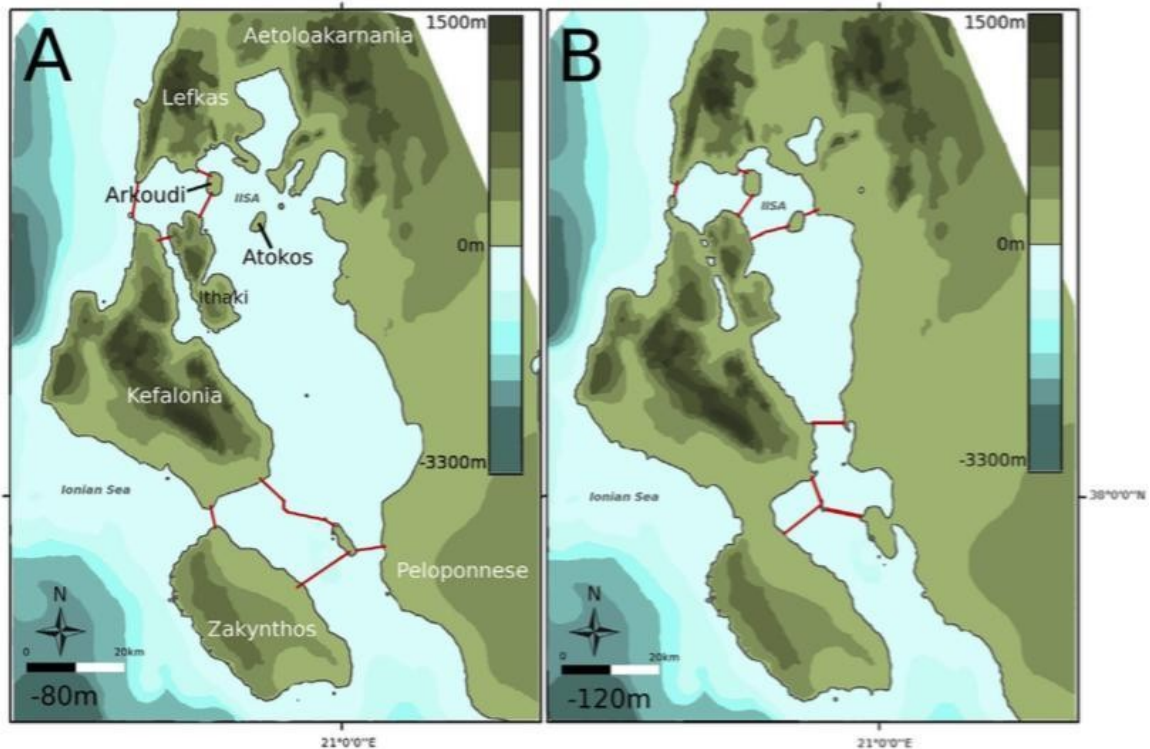 A
Aetoloakarnania
1500m
Lefkas
Arkoudi
IISA
0m
Atokos
Ithaki
Kefalonia
-3300m
Ionian Sea
Peloponnese
Zakynthos
N
0 20km
-80m
21°0'0"E
B
1500m
IISA
0m
-3300m
Ionian Sea
38°0'0"N
N
0 20km
-120m
21°0'0"E